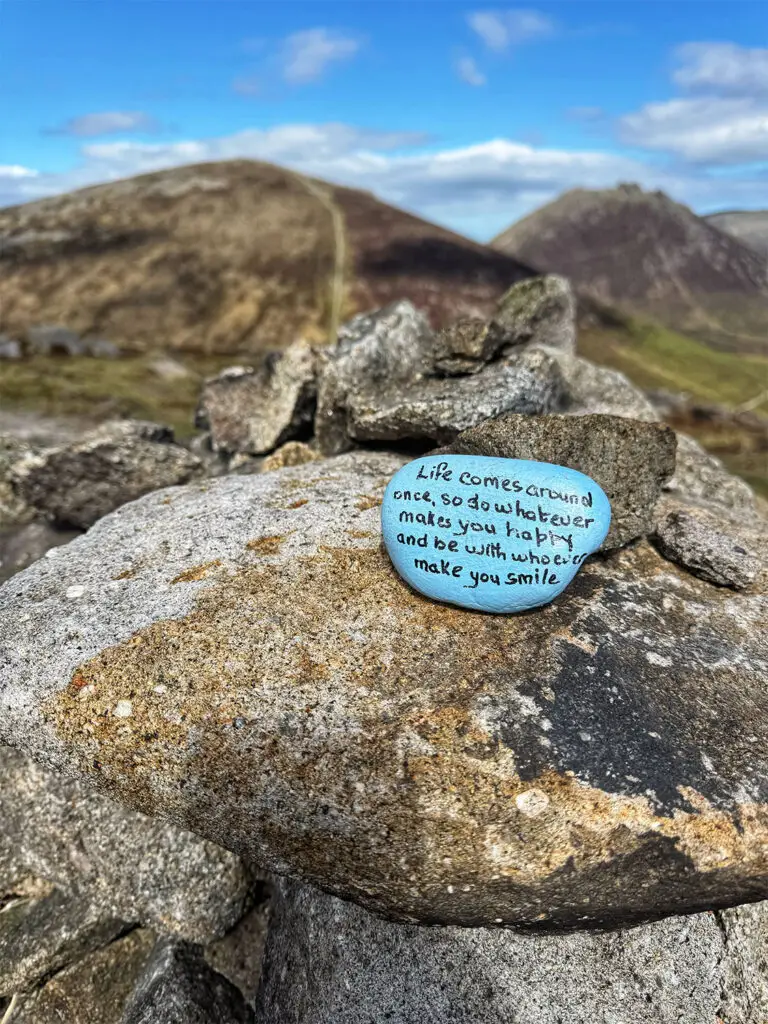 Life comes around
once, so do whatever
makes you happy
and be with whoever
make you smile